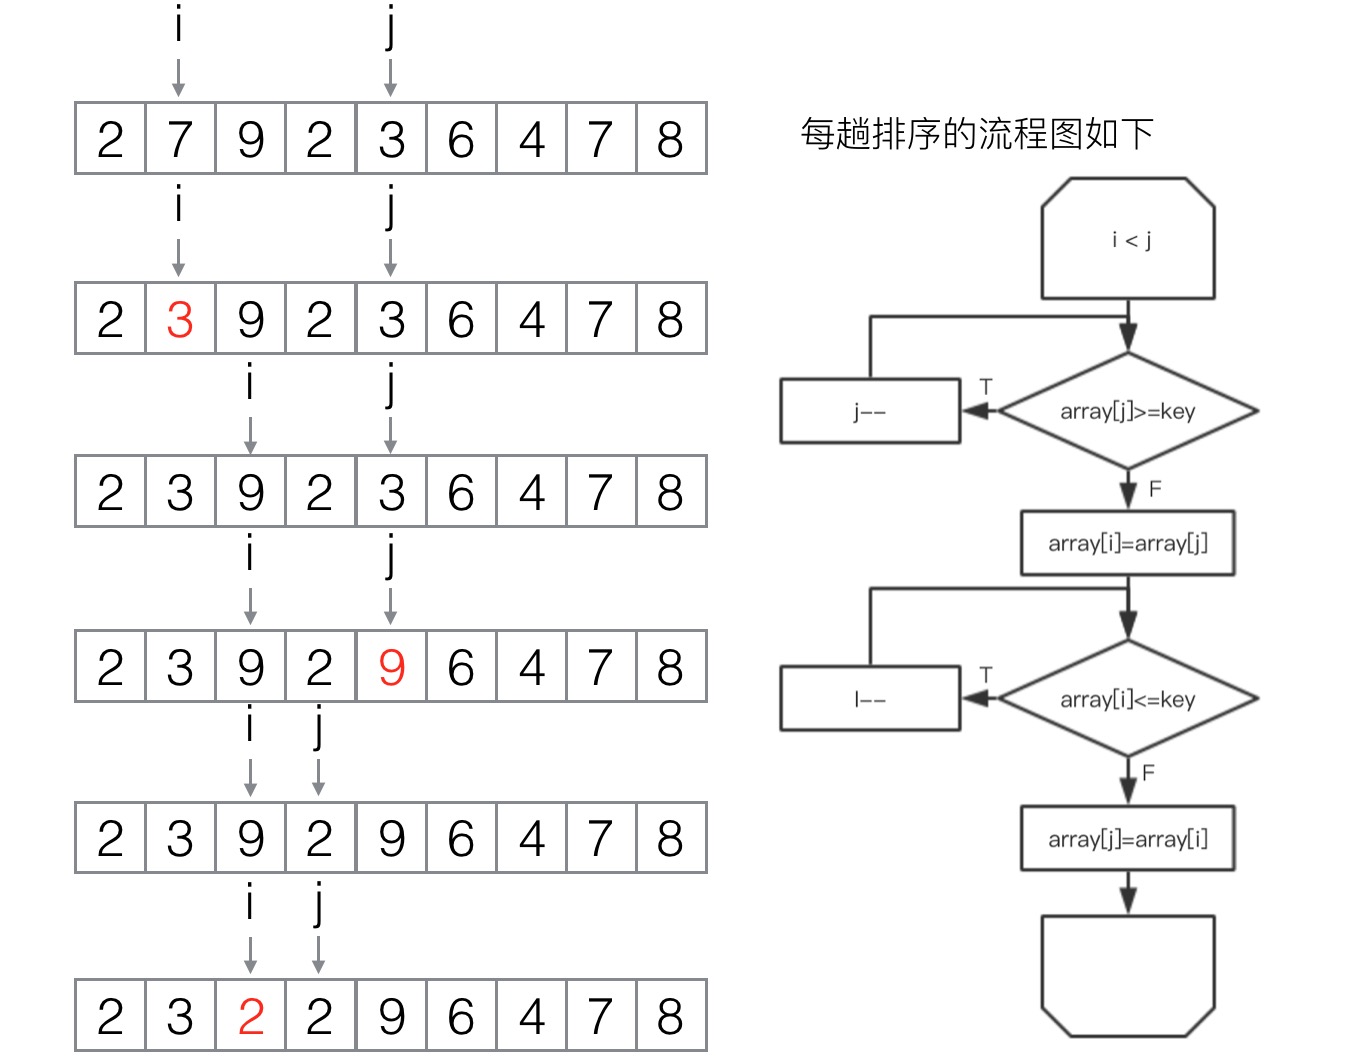 i j
2 7 9 2 3 6 4 7 8
i j
2 3 9 2 3 6 4 7 8
i j
2 3 9 2 3 6 4 7 8
i j
2 3 9 2 9 6 4 7 8
i j
2 3 9 2 9 6 4 7 8
i j
2 3 2 2 9 6 4 7 8
每趟排序的流程图如下
i < j
array[j]>=key
T
j--
F
array[i]=array[j]
array[i]<=key
T
I--
F
array[j]=array[i]